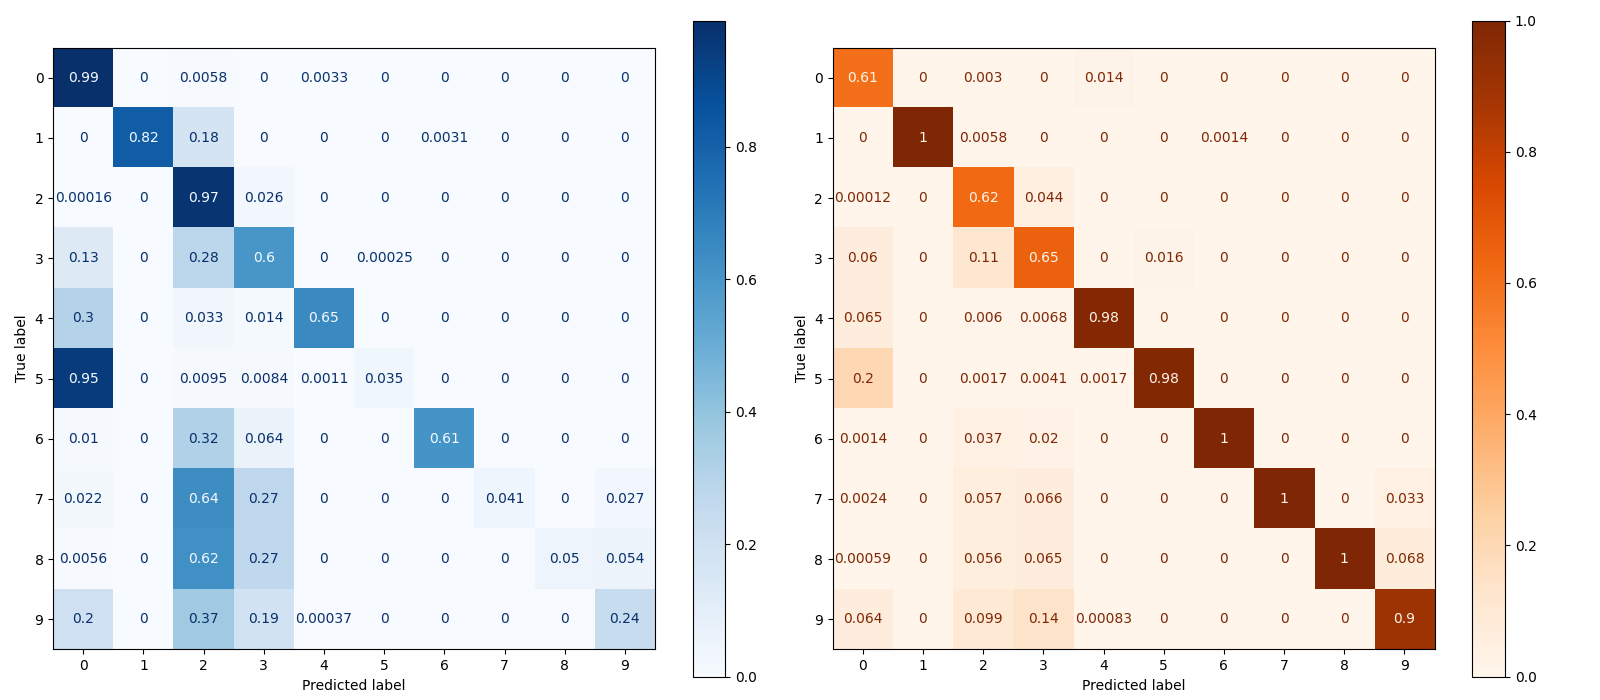 0 0.99 0 0.0058 0 0.0033 0 0 0 0 0
1 0 0.82 0.18 0 0 0 0.0031 0 0 0
2 0.00016 0 0.97 0.026 0 0 0 0 0 0
3 0.13 0 0.28 0.6 0 0.00025 0 0 0 0
4 0.3 0 0.033 0.014 0.65 0 0 0 0 0
5 0.95 0 0.0095 0.0084 0.0011 0.035 0 0 0 0
6 0.01 0 0.32 0.064 0 0 0.61 0 0 0
7 0.022 0 0.64 0.27 0 0 0 0.041 0 0.027
8 0.0056 0 0.62 0.27 0 0 0 0 0.05 0.054
9 0.2 0 0.37 0.19 0.00037 0 0 0 0 0.24
0 1 2 3 4 5 6 7 8 9
True label
Predicted label
0.8
0.6
0.4
0.2
0.0
0 0.61 0 0.003 0 0.014 0 0 0 0 0
1 0 1 0.0058 0 0 0 0.0014 0 0 0
2 0.00012 0 0.62 0.044 0 0 0 0 0 0
3 0.06 0 0.11 0.65 0 0.016 0 0 0 0
4 0.065 0 0.006 0.0068 0.98 0 0 0 0 0
5 0.2 0 0.0017 0.0041 0.0017 0.98 0 0 0 0
6 0.0014 0 0.037 0.02 0 0 1 0 0 0
7 0.0024 0 0.057 0.066 0 0 0 1 0 0.033
8 0.00059 0 0.056 0.065 0 0 0 0 1 0.068
9 0.064 0 0.099 0.14 0.00083 0 0 0 0 0.9
0 1 2 3 4 5 6 7 8 9
True label
Predicted label
1.0
0.8
0.6
0.4
0.2
0.0